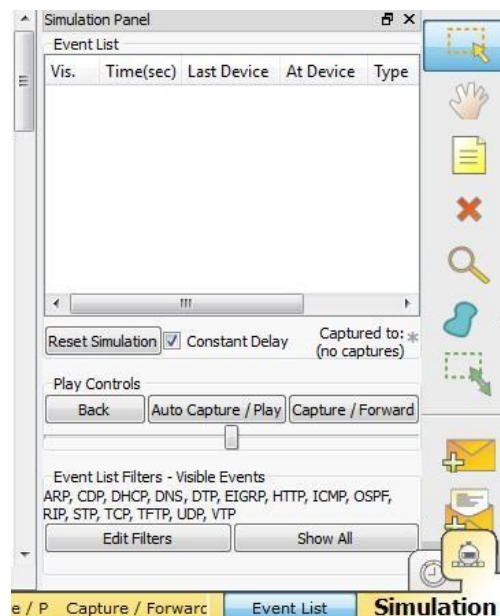 Simulation Panel
Event List
Vis. Time(sec) Last Device At Device Type
Reset Simulation Constant Delay Captured to: *
(no captures)
Play Controls
Back Auto Capture / Play Capture / Forward
Event List Filters - Visible Events
ARP, CDP, DHCP, DNS, DTP, EIGRP, HTTP, ICMP, OSPF,
RIP, STP, TCP, TFTP, UDP, VTP
Edit Filters Show All
e / P Capture / Forward Event List Simulation